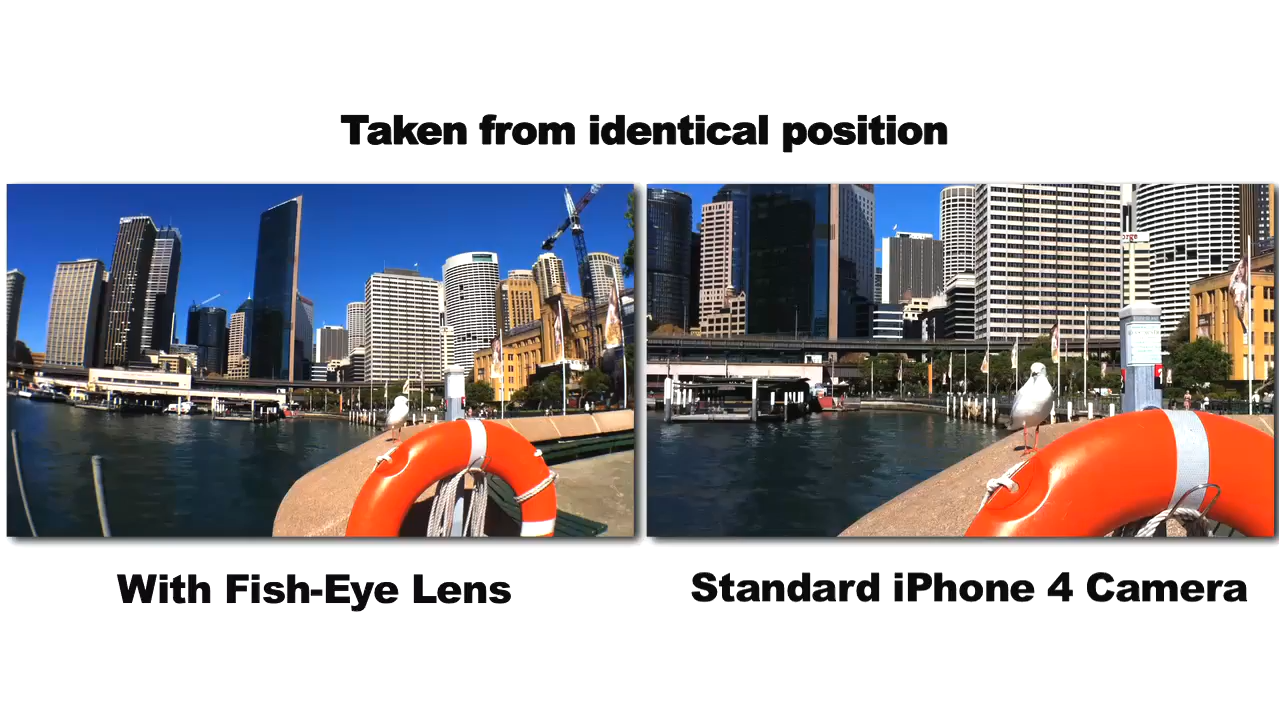 Taken from identical position
With Fish-Eye Lens
Standard iPhone 4 Camera